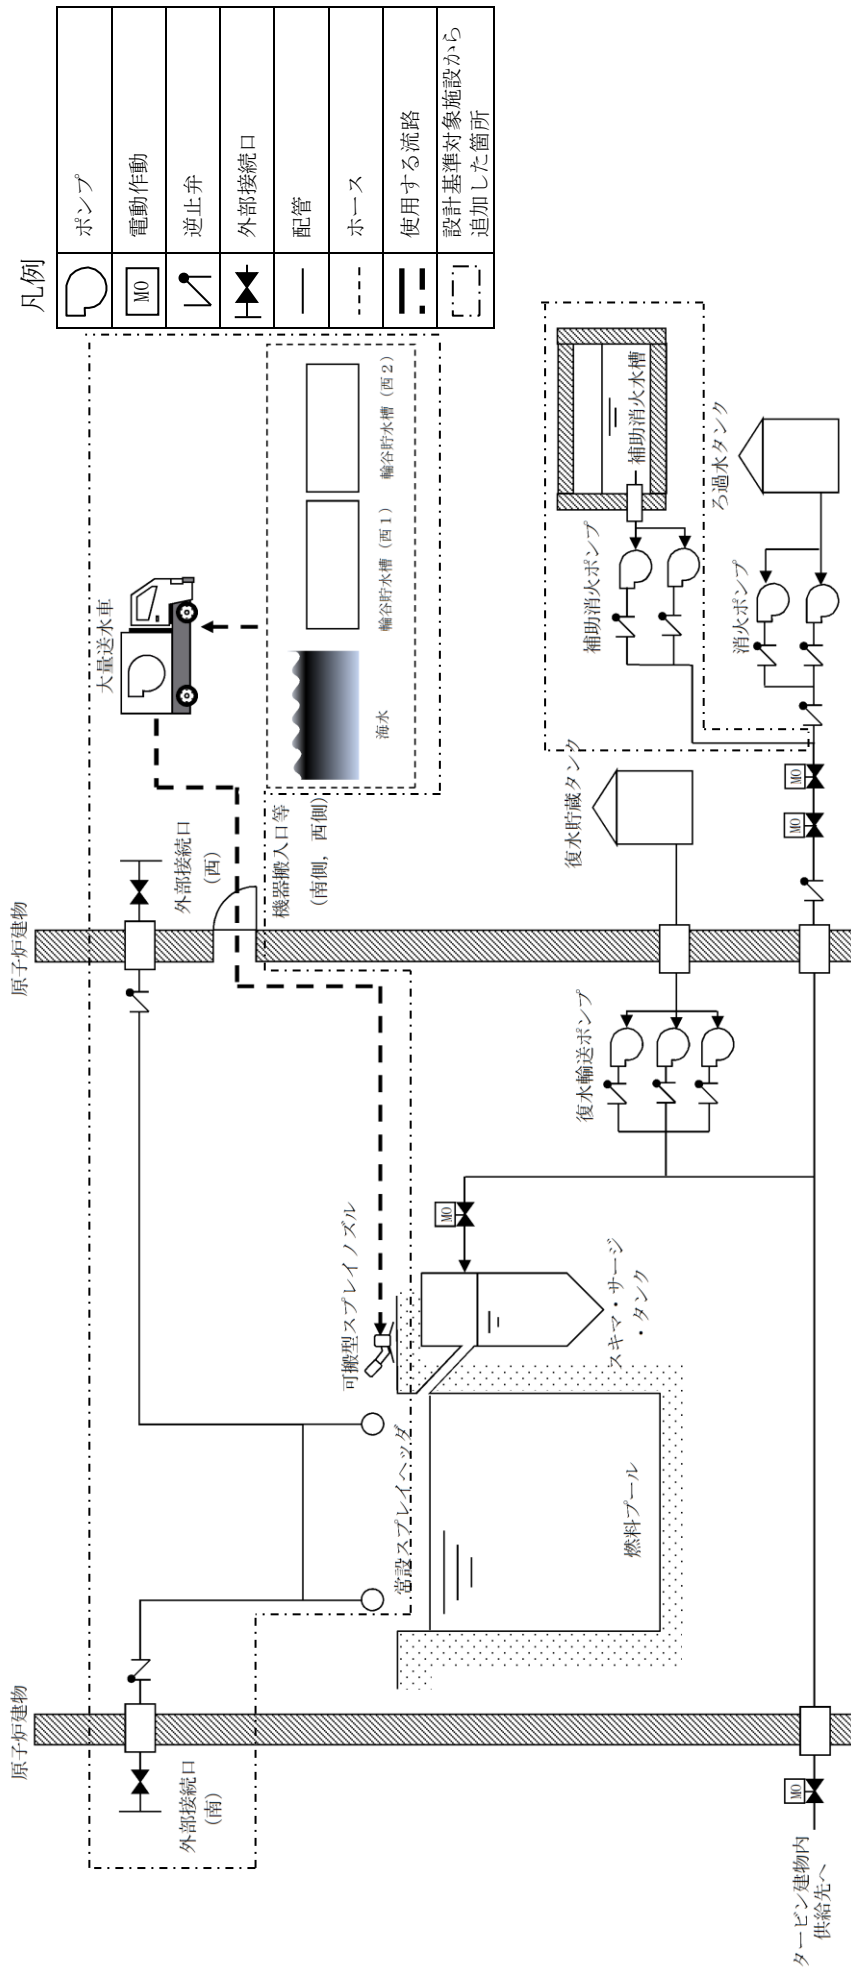 凡例
ポンプ
MO
電動作動
逆止弁
外部接続口
配管
ホース
使用する流路
設計基準対象施設から
追加した箇所
原子炉建物
外部接続口
(南)
原子炉建物
外部接続口
(西)
大量送水車
機器搬入口等
(南側，西側)
海水
輪谷貯水槽（西１）
輪谷貯水槽（西２）
可搬型スプレイノズル
常設スプレイヘッダ
燃料プール
MO
スキマ・サージ
・タンク
復水輸送ポンプ
復水貯蔵タンク
補助消火ポンプ
補助消火水槽
消火ポンプ
ろ過水タンク
MO
MO
MO
タービン建物内
供給先へ